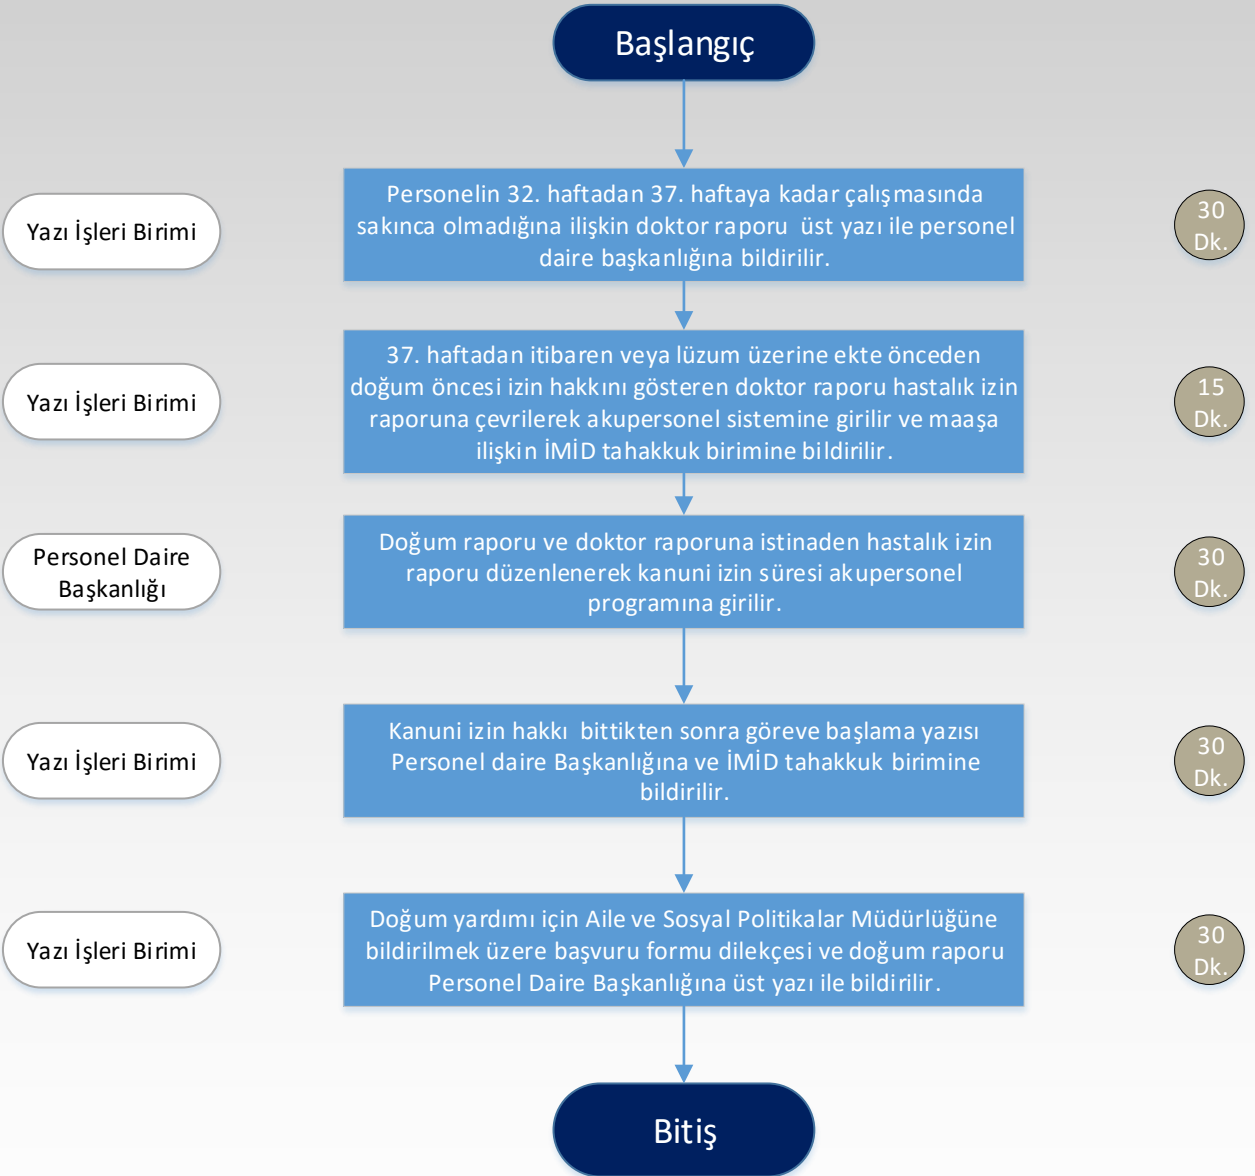 Başlangıç
Yazı İşleri Birimi
Personelin 32. haftadan 37. haftaya kadar çalışmasında
sakınca olmadığına ilişkin doktor raporu üst yazı ile personel
daire başkanlığına bildirilir.
30
Dk.
Yazı İşleri Birimi
37. haftadan itibaren veya lüzum üzerine ekte önceden
doğum öncesi izin hakkını gösteren doktor raporu hastalık izin
raporuna çevrilerek akupersonel sistemine girilir ve maaşa
ilişkin İMİD tahakkuk birimine bildirilir.
15
Dk.
Personel Daire
Başkanlığı
Doğum raporu ve doktor raporuna istinaden hastalık izin
raporu düzenlenerek kanuni izin süresi akupersonel
programına girilir.
30
Dk.
Yazı İşleri Birimi
Kanuni izin hakkı bittikten sonra göreve başlama yazısı
Personel daire Başkanlığına ve İMİD tahakkuk birimine
bildirilir.
30
Dk.
Yazı İşleri Birimi
Doğum yardımı için Aile ve Sosyal Politikalar Müdürlüğüne
bildirilmek üzere başvuru formu dilekçesi ve doğum raporu
Personel Daire Başkanlığına üst yazı ile bildirilir.
30
Dk.
Bitiş